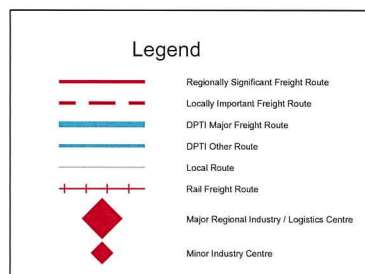 Legend
Regionally Significant Freight Route
Locally Important Freight Route
DPTI Major Freight Route
DPTI Other Route
Local Route
Rail Freight Route
Major Regional Industry / Logistics Centre
Minor Industry Centre